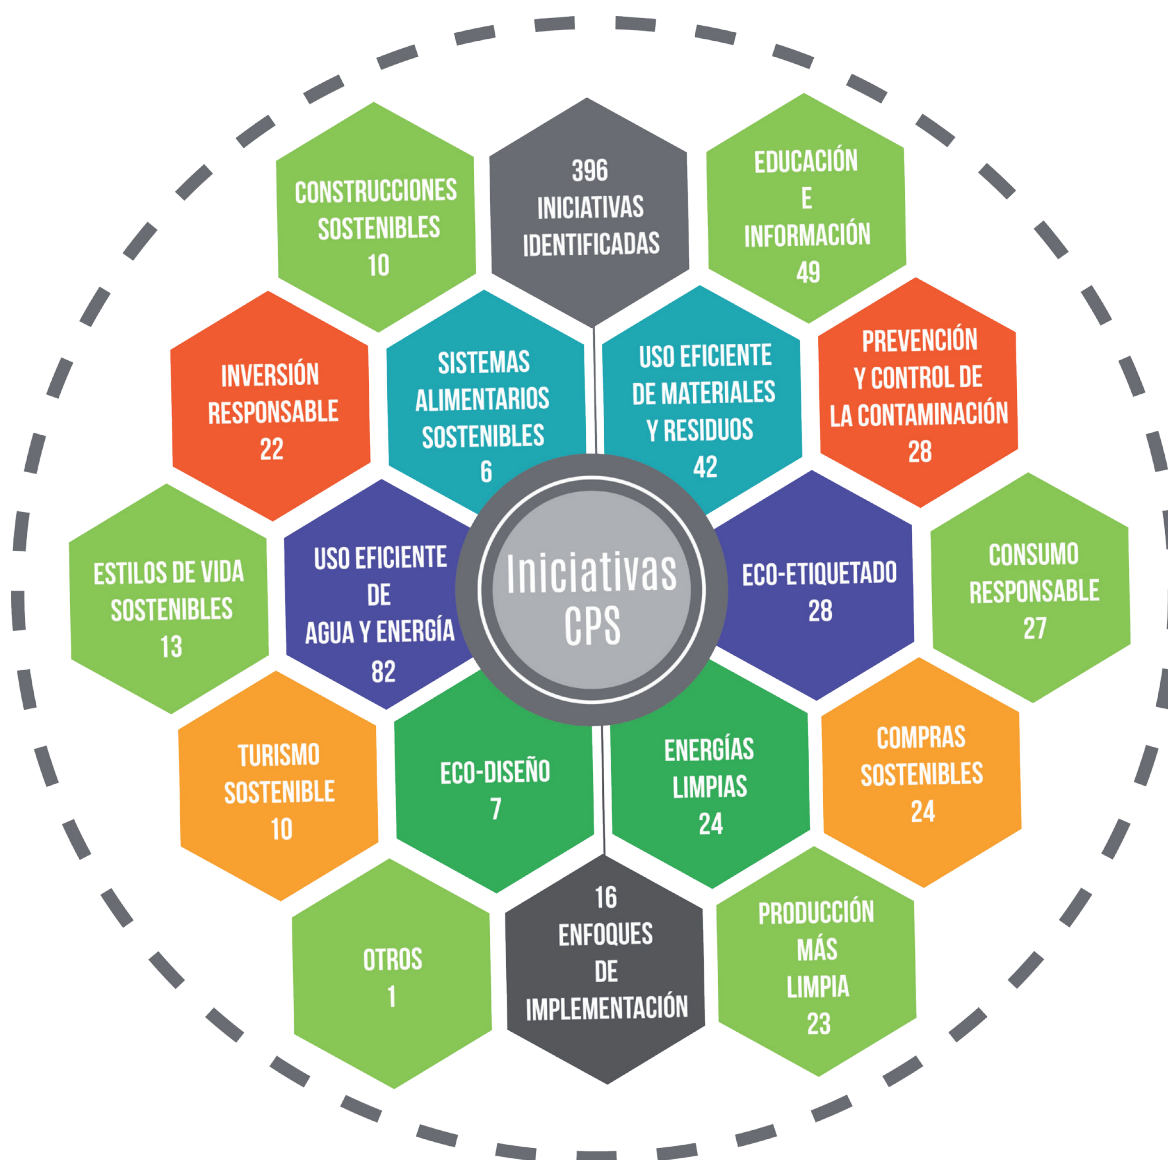 CONSTRUCCIONES
SOSTENIBLES
10
396
INICIATIVAS
IDENTIFICADAS
EDUCACIÓN
E
INFORMACIÓN
49
INVERSIÓN
RESPONSABLE
22
SISTEMAS
ALIMENTARIOS
SOSTENIBLES
6
USO EFICIENTE
DE MATERIALES
Y RESIDUOS
42
PREVENCIÓN
Y CONTROL DE
LA CONTAMINACIÓN
28
ESTILOS DE VIDA
SOSTENIBLES
13
USO EFICIENTE
DE
AGUA Y ENERGÍA
82
Iniciativas
CPS
ECO-ETIQUETADO
28
CONSUMO
RESPONSABLE
27
TURISMO
SOSTENIBLE
10
ECO-DISEÑO
7
ENERGÍAS
LIMPIAS
24
COMPRAS
SOSTENIBLES
24
OTROS
1
16
ENFOQUES
DE
IMPLEMENTACIÓN
PRODUCCIÓN
MÁS
LIMPIA
23